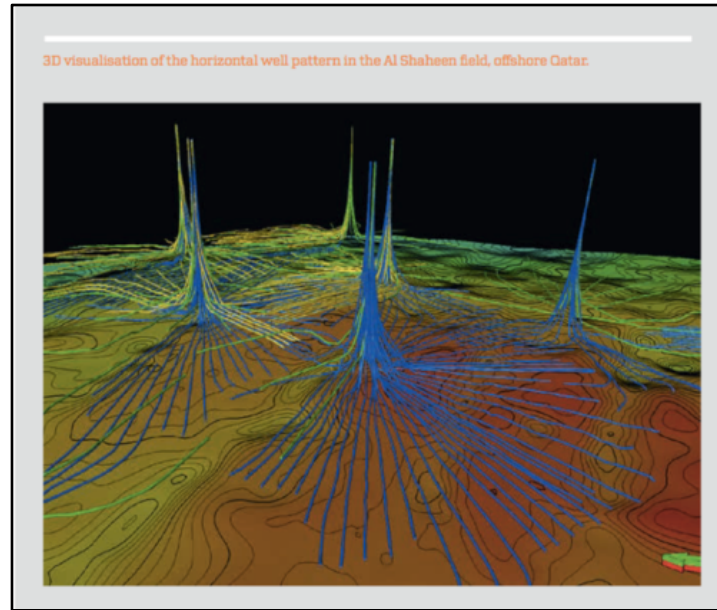 3D visualisation of the horizontal well pattern in the Al Shaheen field, offshore Qatar.